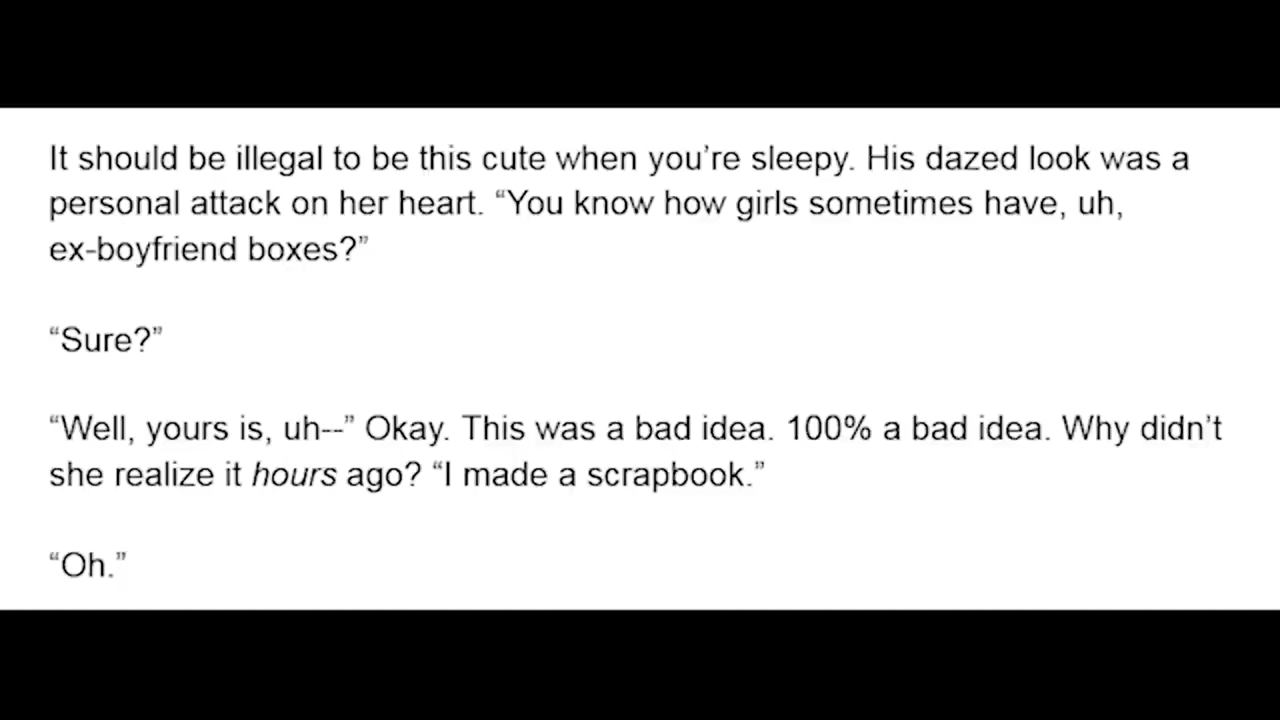 It should be illegal to be this cute when you’re sleepy. His dazed look was a
personal attack on her heart. “You know how girls sometimes have, uh,
ex-boyfriend boxes?”
“Sure?”
“Well, yours is, uh--” Okay. This was a bad idea. 100% a bad idea. Why didn’t
she realize it hours ago? “I made a scrapbook.”
“Oh.”